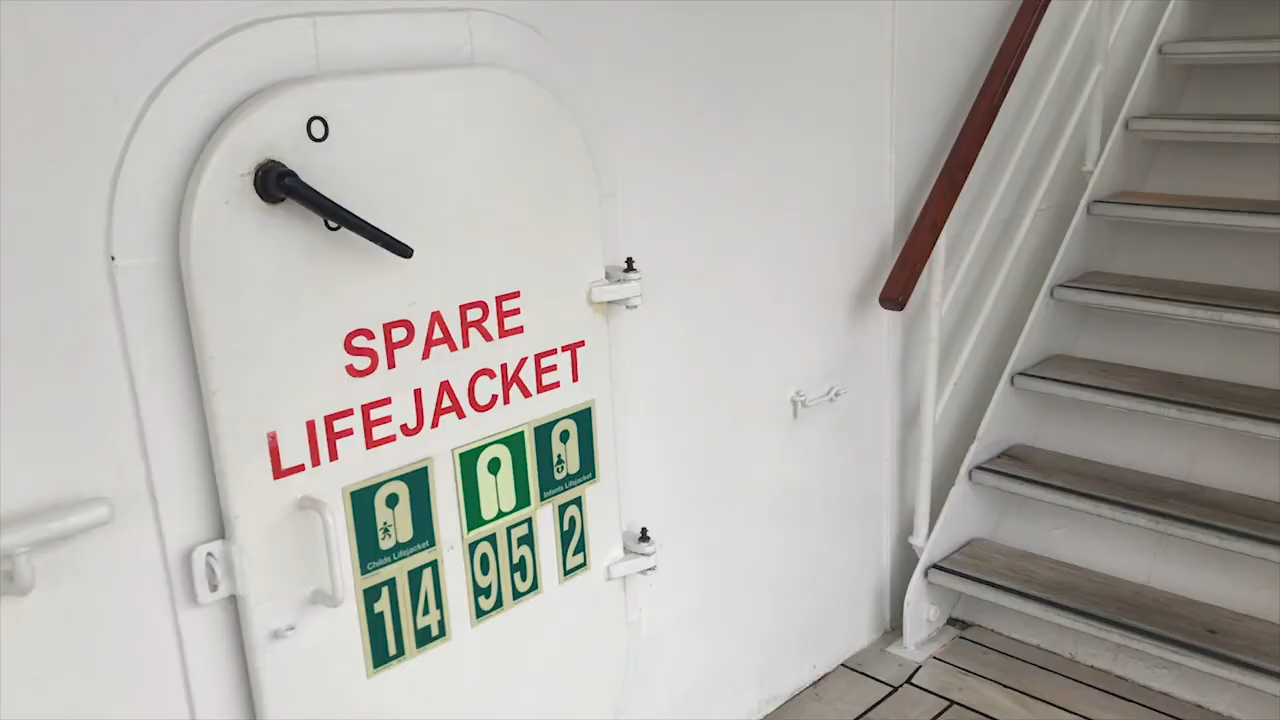 O
SPARE
LIFEJACKET
Childs Lifejacket
Infants Lifejacket
14 95 2